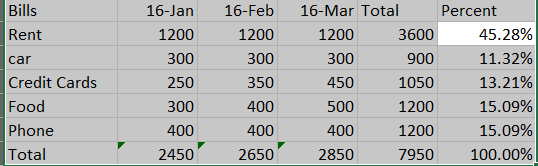 Bills 16-Jan 16-Feb 16-Mar Total Percent
Rent 1200 1200 1200 3600 45.28%
car 300 300 300 900 11.32%
Credit Cards 250 350 450 1050 13.21%
Food 300 400 500 1200 15.09%
Phone 400 400 400 1200 15.09%
Total 2450 2650 2850 7950 100.00%